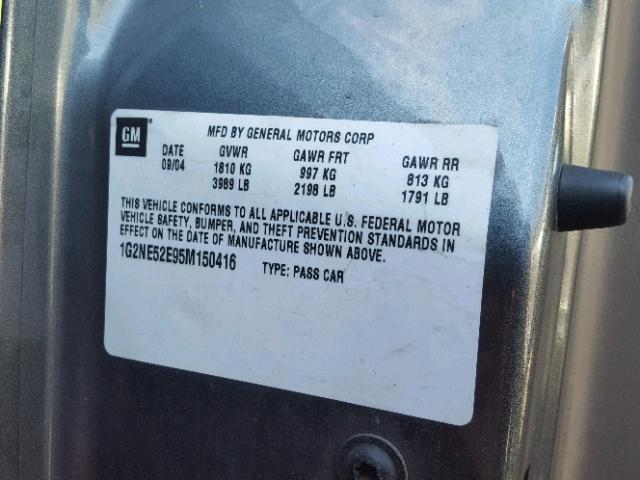 GM
MFD BY GENERAL MOTORS CORP
DATE GVWR GAWR FRT GAWR RR
09/04 1810 KG 997 KG 813 KG
3989 LB 2198 LB 1791 LB
THIS VEHICLE CONFORMS TO ALL APPLICABLE U.S. FEDERAL MOTOR
VEHICLE SAFETY, BUMPER, AND THEFT PREVENTION STANDARDS IN
EFFECT ON THE DATE OF MANUFACTURE SHOWN ABOVE.
1G2NE52E95M150416 TYPE: PASS CAR